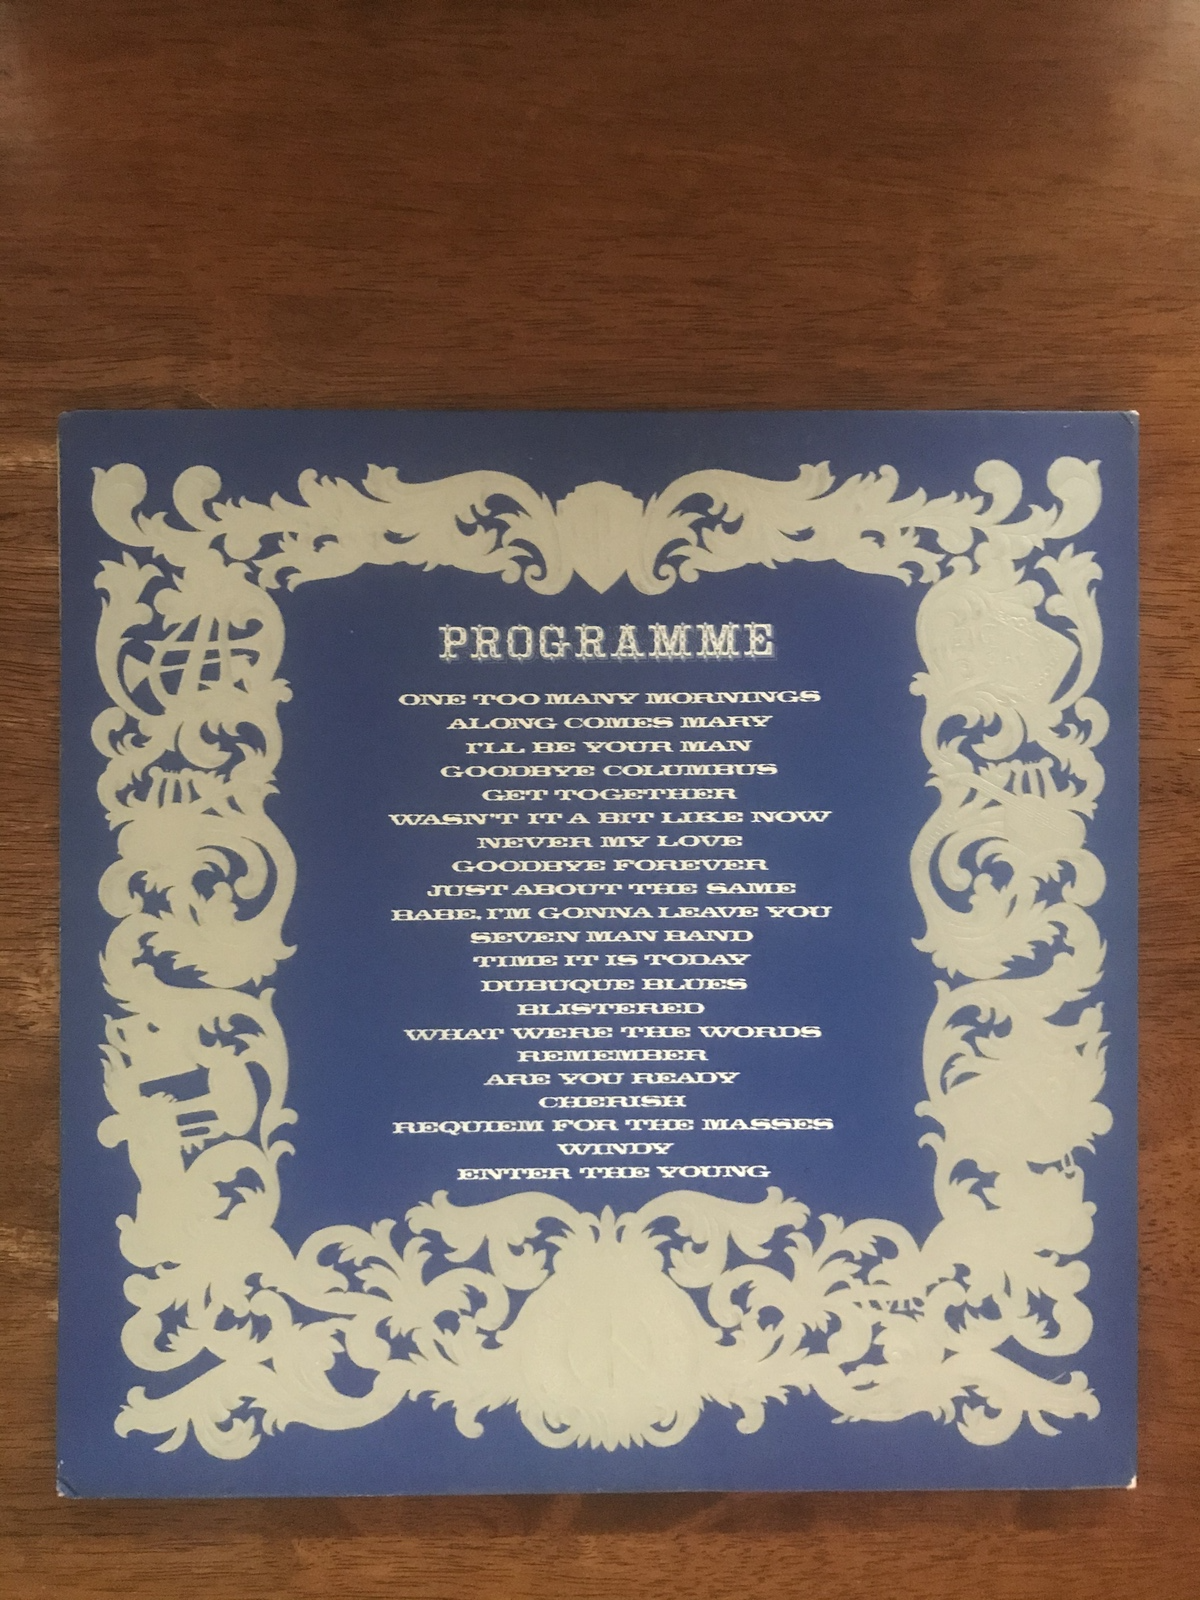 PROGRAMME
ONE TOO MANY MORNINGS
ALONG COMES MARY
I'LL BE YOUR MAN
GOODBYE COLUMBUS
GET TOGETHER
WASN'T IT A BIT LIKE NOW
NEVER MY LOVE
GOODBYE FOREVER
JUST ABOUT THE SAME
BABE, I'M GONNA LEAVE YOU
SEVEN MAN BAND
TIME IT IS TODAY
DUBUQUE BLUES
BLISTERED
WHAT WERE THE WORDS
REMEMBER
ARE YOU READY
CHERISH
REQUIEM FOR THE MASSES
WINDY
ENTER THE YOUNG